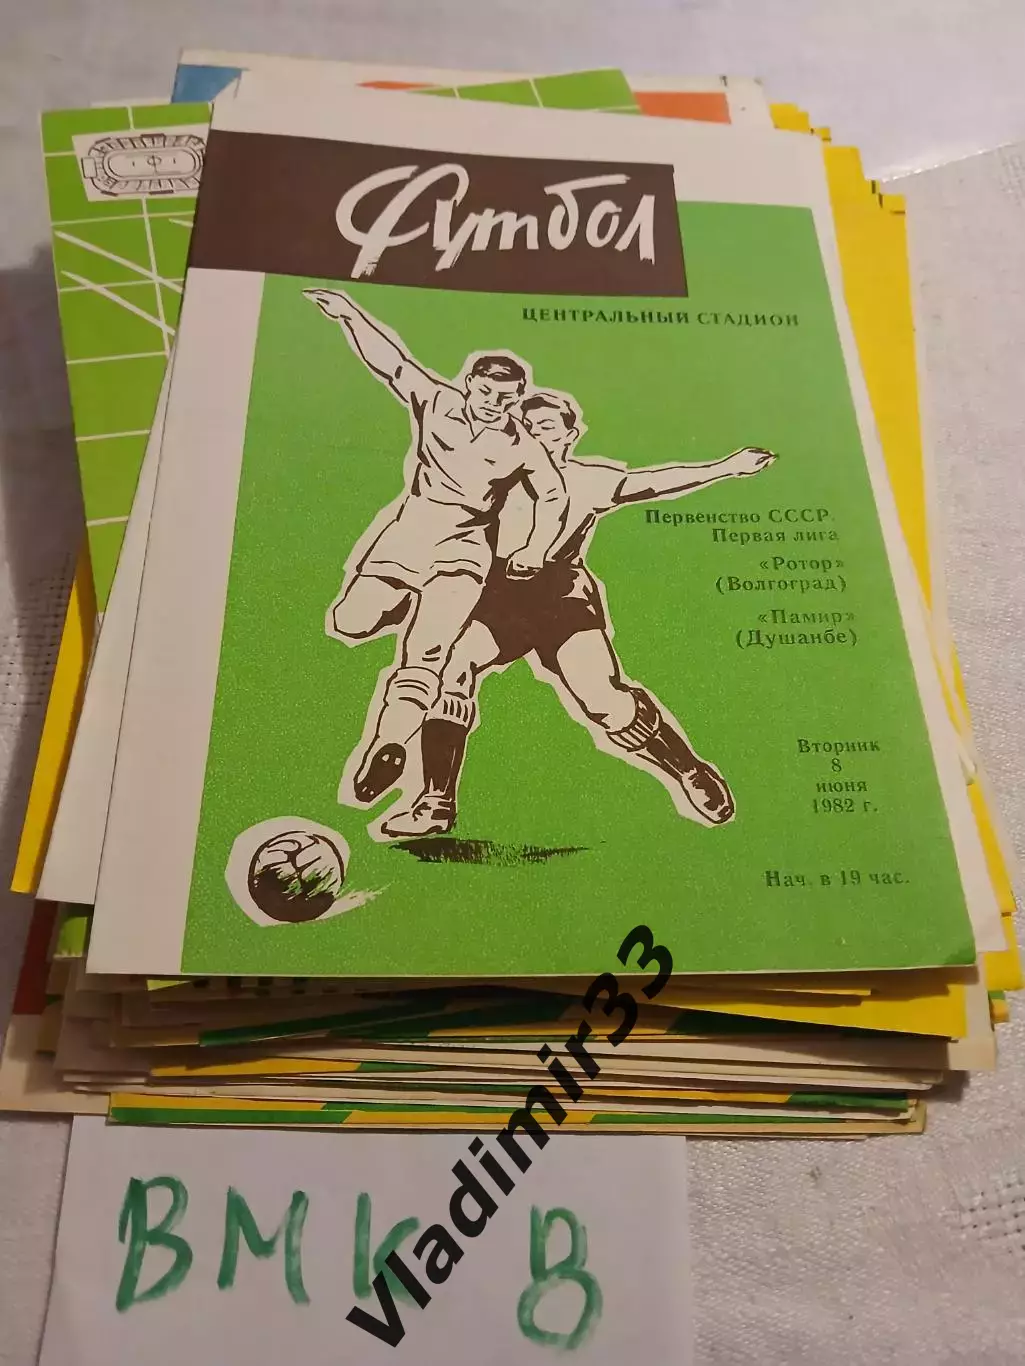 Футбол
ЦЕНТРАЛЬНЫЙ СТАДИОН
Первенство СССР.
Первая лига
«Ротор»
(Волгоград)
«Памир»
(Душанбе)
Вторник
8
июня
1982 г.
Нач. в 19 час.
vladimir33
ВМК 8